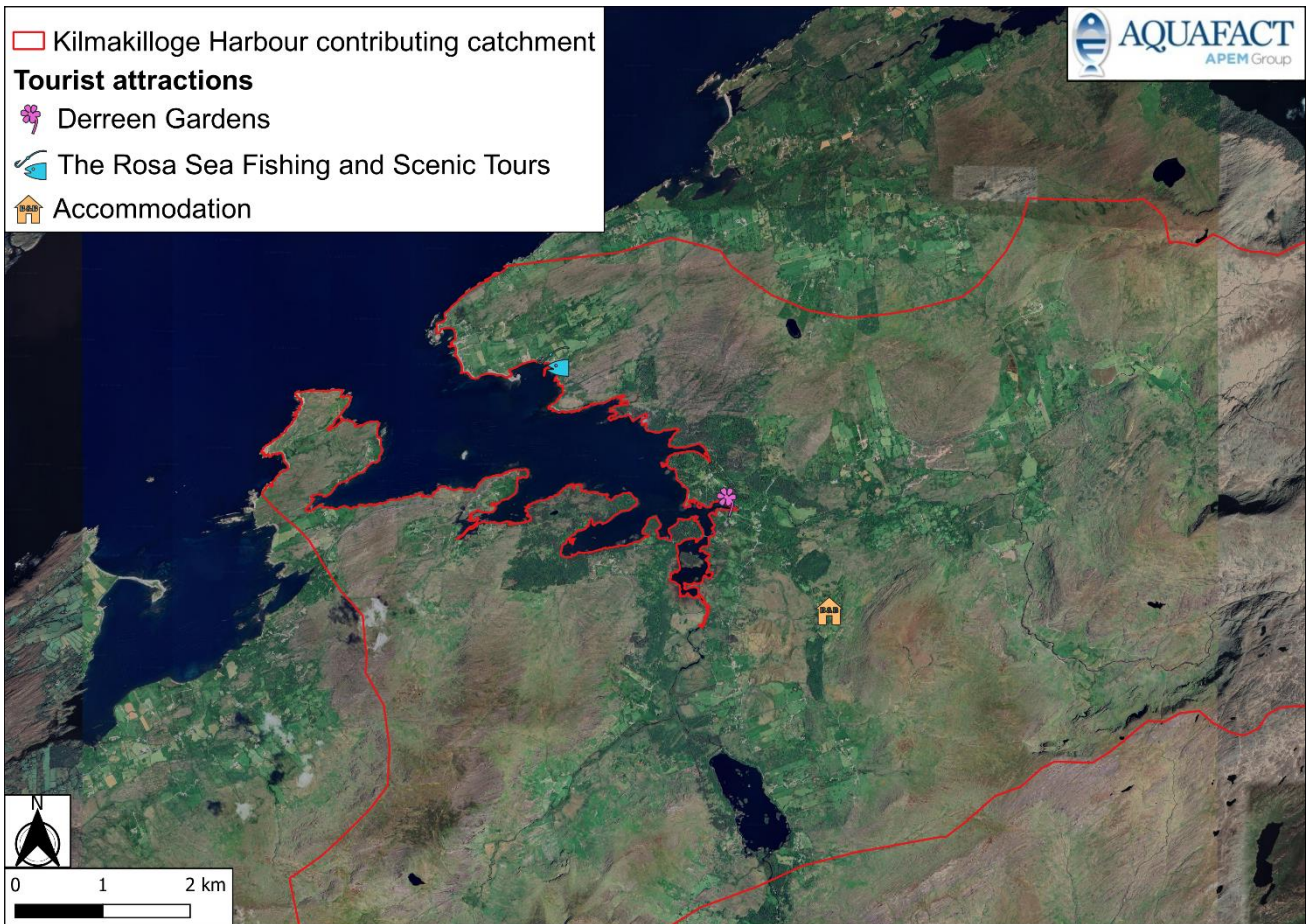 Kilmakilloge Harbour contributing catchment
Tourist attractions
Derreen Gardens
The Rosa Sea Fishing and Scenic Tours
B&B Accommodation
AQUAFACT
APEM Group
B&B
N
0 1 2 km